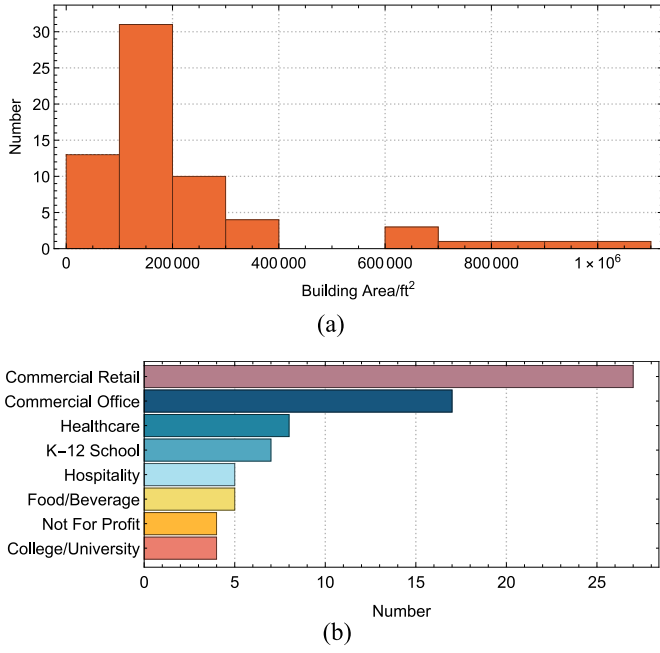 30
25
20
15
10
5
0
Number
0 200 000 400 000 600 000 800 000 1 × 10⁶
Building Area/ft²
(a)
Commercial Retail
Commercial Office
Healthcare
K−12 School
Hospitality
Food/Beverage
Not For Profit
College/University
0 5 10 15 20 25
Number
(b)